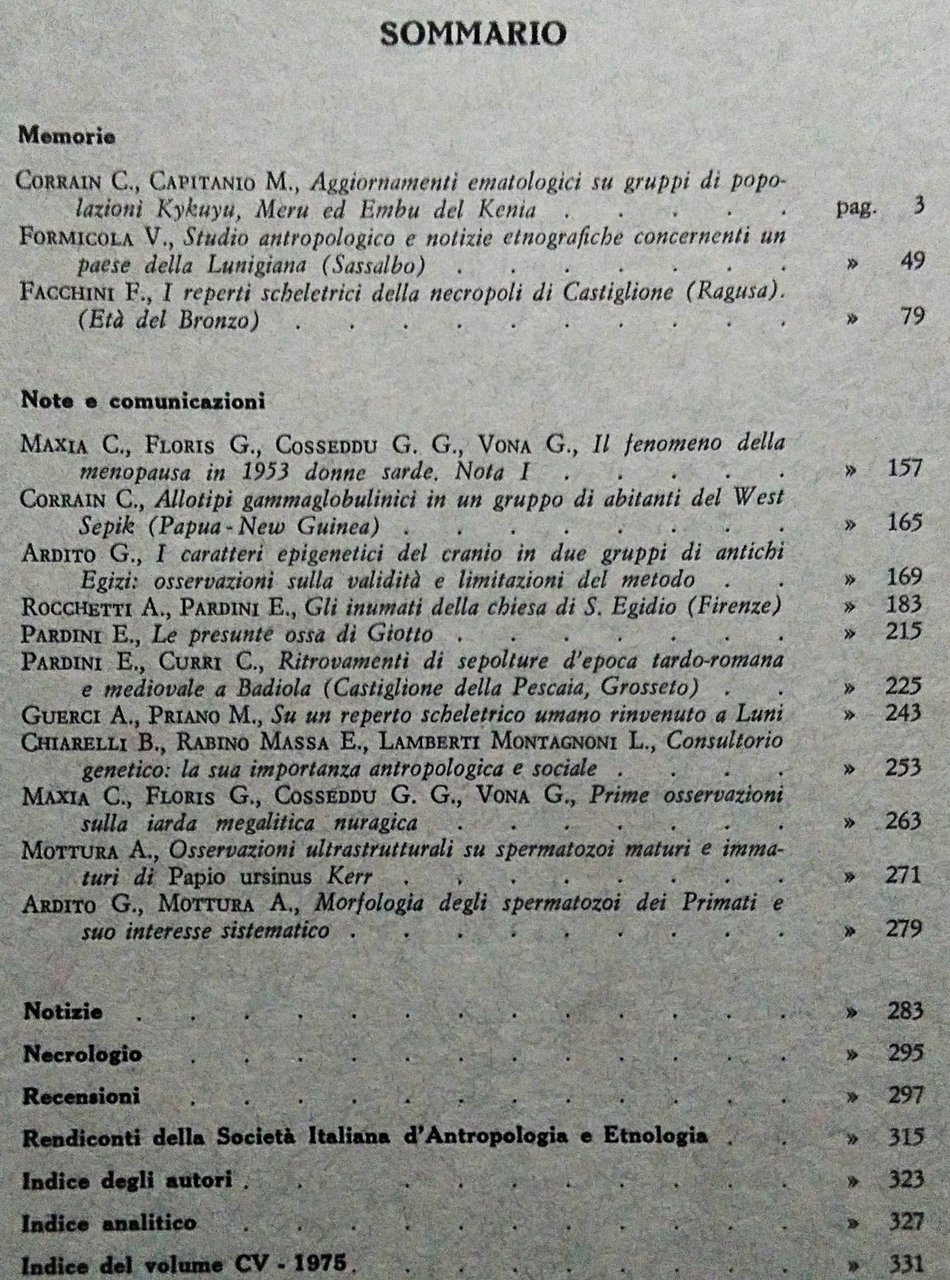 SOMMARIO
Memorie
CORRAIN C., CAPITANIO M., Aggiornamenti ematologici su gruppi di popo-
lazioni Kykuyu, Meru ed Embu del Kenia . . . . . pag. 3
FORMICOLA V., Studio antropologico e notizie etnografiche concernenti un
paese della Lunigiana (Sassalbo) . . . . . . . » 49
FACCHINI F., I reperti scheletrici della necropoli di Castiglione (Ragusa).
(Età del Bronzo) . . . . . . . . . . » 79
Note e comunicazioni
MAXIA C., FLORIS G., COSSEDDU G. G., VONA G., Il fenomeno della
menopausa in 1953 donne sarde. Nota I . . . . . » 157
CORRAIN C., Allotipi gammaglobulinici in un gruppo di abitanti del West
Sepik (Papua - New Guinea) . . . . . . . . » 165
ARDITO G., I caratteri epigenetici del cranio in due gruppi di antichi
Egizi: osservazioni sulla validità e limitazioni del metodo . . » 169
ROCCHETTI A., PARDINI E., Gli inumati della chiesa di S. Egidio (Firenze) » 183
PARDINI E., Le presunte ossa di Giotto . . . . . . . » 215
PARDINI E., CURRI C., Ritrovamenti di sepolture d'epoca tardo-romana
e mediovale a Badiola (Castiglione della Pescaia, Grosseto) . . » 225
GUERCI A., PRIANO M., Su un reperto scheletrico umano rinvenuto a Luni » 243
CHIARELLI B., RABINO MASSA E., LAMBERTI MONTAGNONI L., Consultorio
genetico: la sua importanza antropologica e sociale . . . . » 253
MAXIA C., FLORIS G., COSSEDDU G. G., VONA G., Prime osservazioni
sulla iarda megalitica nuragica . . . . . . . » 263
MOTTURA A., Osservazioni ultrastrutturali su spermatozoi maturi e imma-
turi di Papio ursinus Kerr . . . . . . . . » 271
ARDITO G., MOTTURA A., Morfologia degli spermatozoi dei Primati e
suo interesse sistematico . . . . . . . . . » 279
Notizie . . . . . . . . . . . . . » 283
Necrologio . . . . . . . . . . . . » 295
Recensioni . . . . . . . . . . . . » 297
Rendiconti della Società Italiana d'Antropologia e Etnologia . . » 315
Indice degli autori . . . . . . . . . . » 323
Indice analitico . . . . . . . . . . . » 327
Indice del volume CV - 1975 . . . . . . . . . » 331